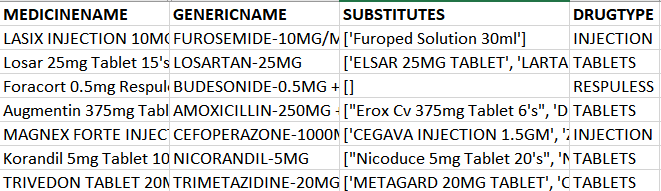 MEDICINENAME GENERICNAME SUBSTITUTES DRUGTYPE
LASIX INJECTION 10MG FUROSEMIDE-10MG/M ['Furoped Solution 30ml'] INJECTION
Losar 25mg Tablet 15's LOSARTAN-25MG ['ELSAR 25MG TABLET', 'LARTA TABLETS
Foracort 0.5mg Respule BUDESONIDE-0.5MG + [] RESPULESS
Augmentin 375mg Tabl AMOXICILLIN-250MG + ["Erox Cv 375mg Tablet 6's", 'D TABLETS
MAGNEX FORTE INJECT CEFOPERAZONE-1000M ['CEGAVA INJECTION 1.5GM', 'Z INJECTION
Korandil 5mg Tablet 10 NICORANDIL-5MG ["Nicoduce 5mg Tablet 20's", 'N TABLETS
TRIVEDON TABLET 20M TRIMETAZIDINE-20MG ['METAGARD 20MG TABLET', 'C TABLETS